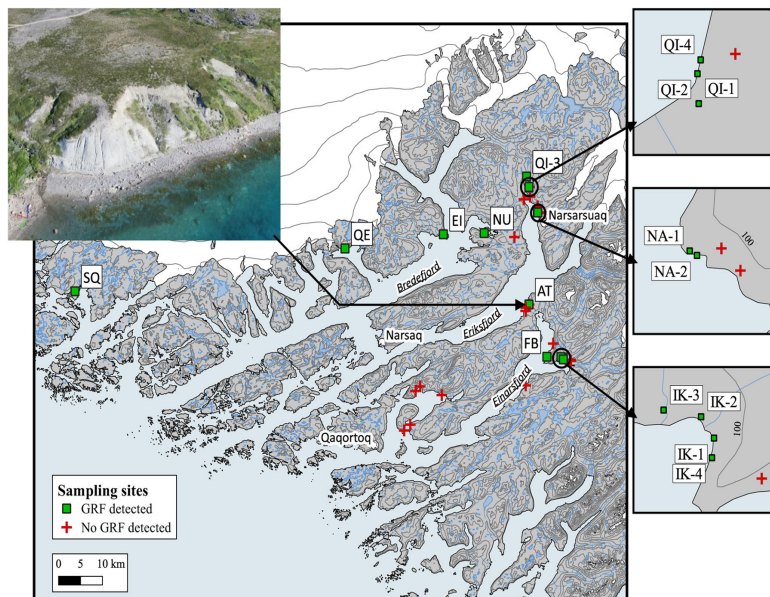 QI-3
Narsarsuaq
EI
NU
QE
SQ
Bredefjord
AT
Eriksfjord
Narsaq
FB
Einarsfjord
Qaqortoq
Sampling sites
GRF detected
No GRF detected
0 5 10 km
QI-4
QI-2
QI-1
NA-1
100
NA-2
IK-3
IK-2
100
IK-1
IK-4